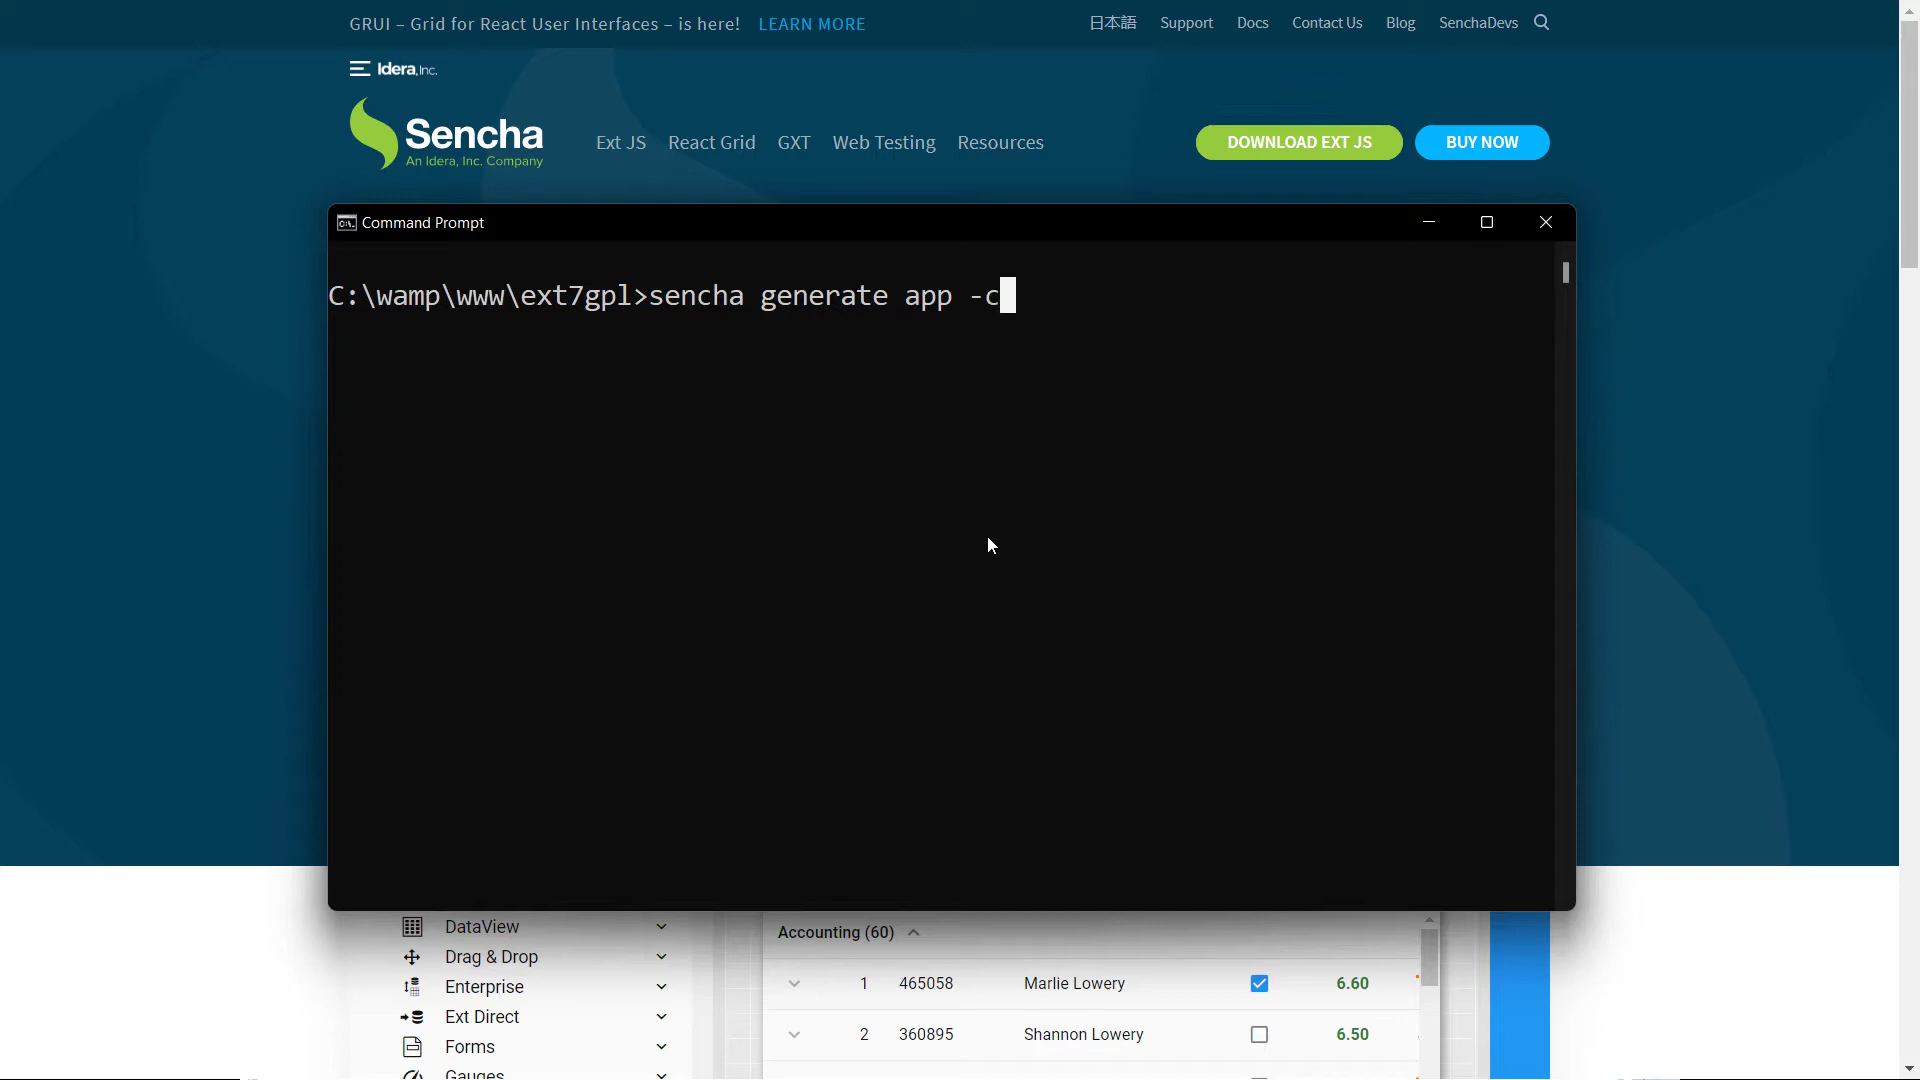 GRUI – Grid for React User Interfaces – is here! LEARN MORE
日本語 Support Docs Contact Us Blog SenchaDevs
Idera, Inc.
Sencha
An Idera, Inc. Company
Ext JS React Grid GXT Web Testing Resources
DOWNLOAD EXT JS BUY NOW
Command Prompt
C:\wamp\www\ext7gpl>sencha generate app -c
DataView
Drag & Drop
Enterprise
Ext Direct
Forms
Gauges
Accounting (60)
1 465058 Marlie Lowery 6.60
2 360895 Shannon Lowery 6.50